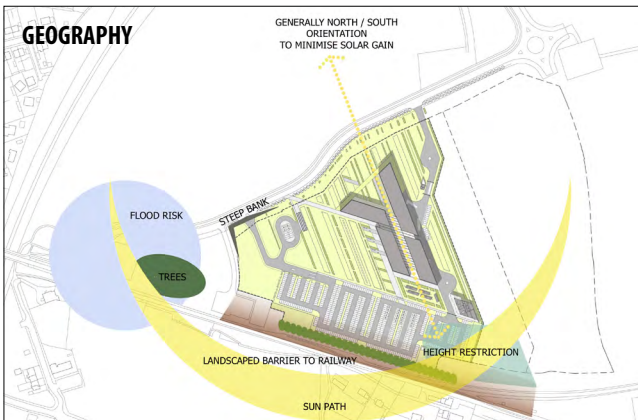 GEOGRAPHY
GENERALLY NORTH / SOUTH
ORIENTATION
TO MINIMISE SOLAR GAIN
FLOOD RISK
STEEP BANK
TREES
HEIGHT RESTRICTION
LANDSCAPED BARRIER TO RAILWAY
SUN PATH